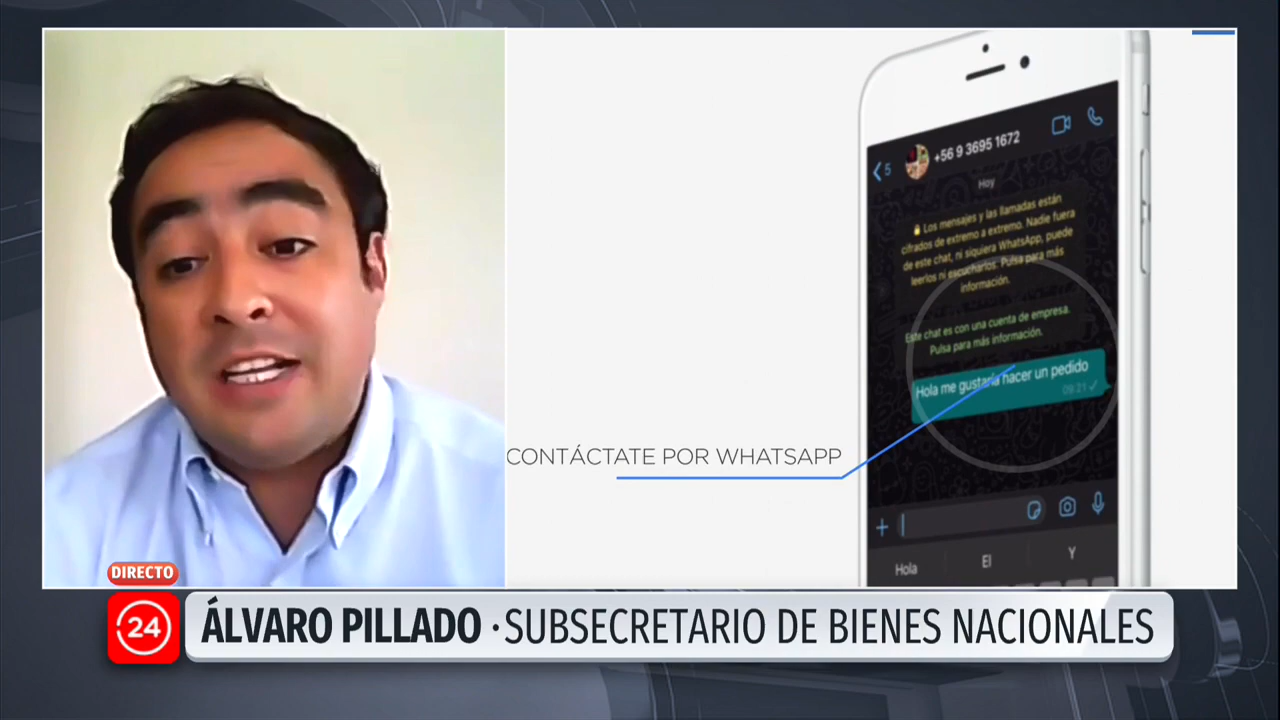 5
+56 9 3695 1672
Hoy
Los mensajes y las llamadas están
cifrados de extremo a extremo. Nadie fuera
de este chat, ni siquiera WhatsApp, puede
leerlos ni escucharlos. Pulsa para más
información.
Este chat es con una cuenta de empresa.
Pulsa para más información.
Hola me gustaría hacer un pedido
09:21
CONTÁCTATE POR WHATSAPP
Hola
El
Y
DIRECTO
24
ÁLVARO PILLADO · SUBSECRETARIO DE BIENES NACIONALES